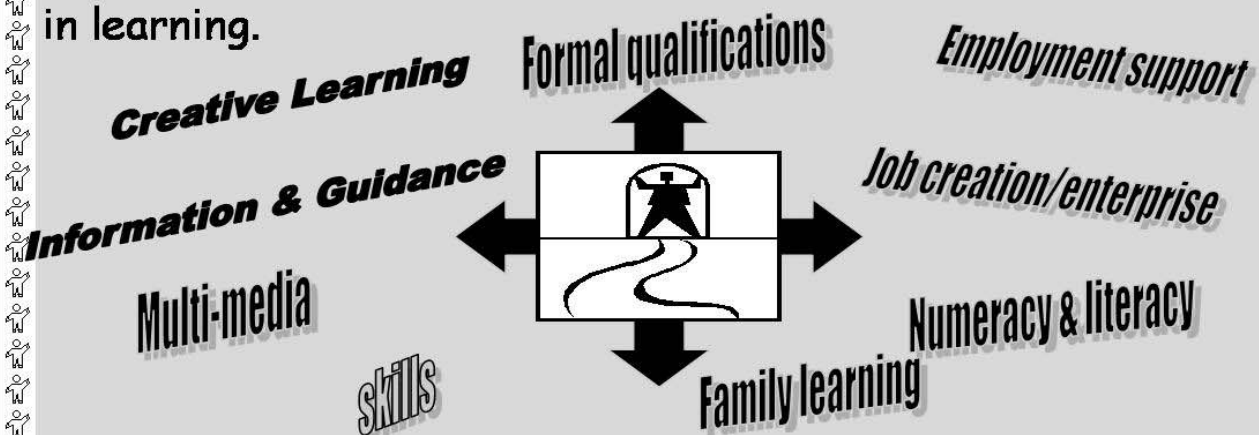 in learning.
Formal qualifications
Employment support
Creative Learning
Job creation/enterprise
Information & Guidance
Multi-media
Numeracy & literacy
skills
Family learning